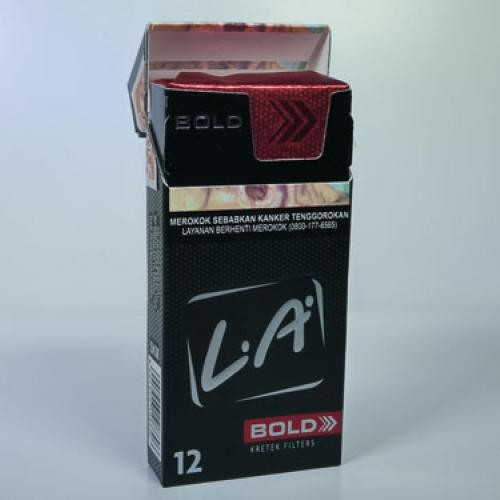 BOLD
MEROKOK SEBABKAN KANKER TENGGOROKAN
LAYANAN BERHENTI MEROKOK (0800-177-6565)
L.A.
BOLD
KRETEK FILTERS
12